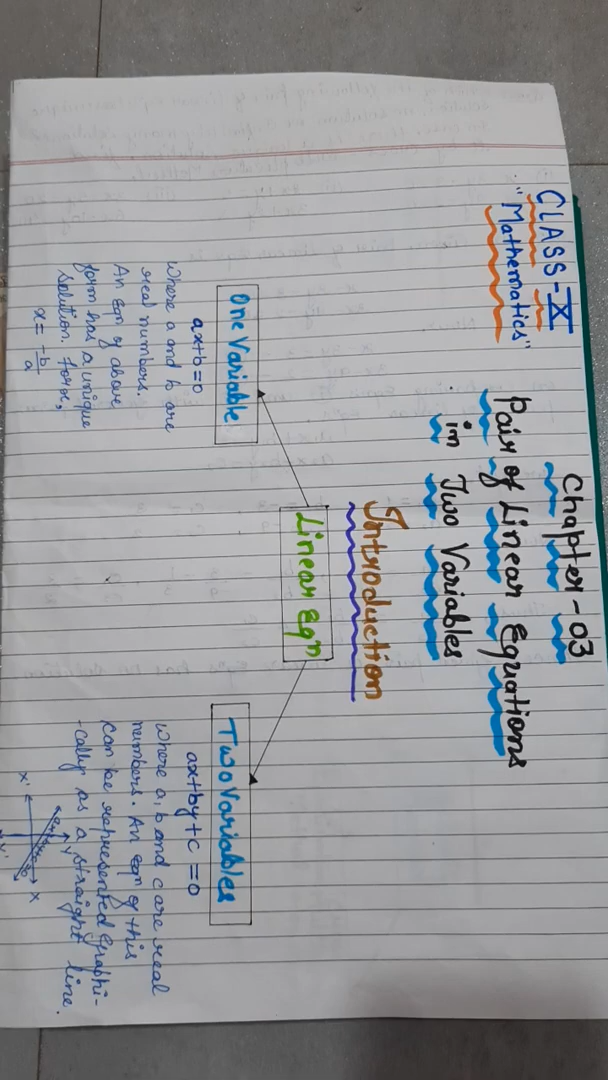 CLASS-X
"Mathematics"
Chapter-03
Pair of Linear Equations
in Two Variables
Introduction
Linear Eqn
One Variable
ax+b=0
Where a and b are
real numbers.
An Eqn of above
form has a unique
solution. form,
x = -b/a
Two Variables
ax+by+c=0
Where a, b and c are real
numbers. An Eqn of this
can be represented Graphi-
-cally as a straight line.
X'
Y
X
Y'